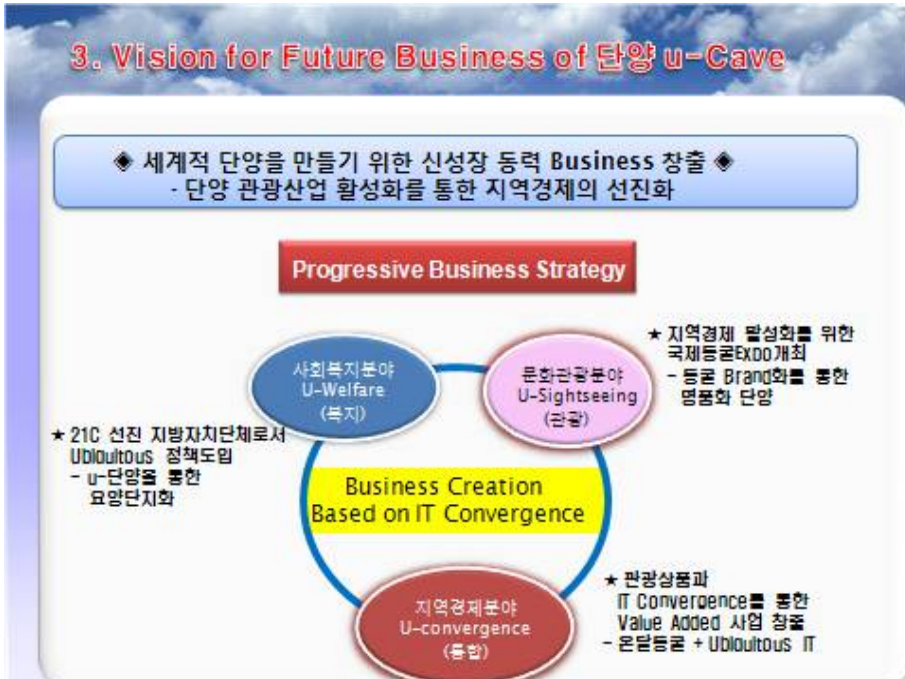 3. Vision for Future Business of 단양 u-Cave
◈ 세계적 단양을 만들기 위한 신성장 동력 Business 창출 ◈
- 단양 관광산업 활성화를 통한 지역경제의 선진화
Progressive Business Strategy
사회복지분야
U-Welfare
(복지)
문화관광분야
U-Sightseeing
(관광)
★ 지역경제 활성화를 위한
국제동굴Expo개최
- 동굴 Brand화를 통한
명품화 단양
★ 21C 선진 지방자치단체로서
Ubiquitous 정책도입
- u-단양을 통한
요양단지화
Business Creation
Based on IT Convergence
지역경제분야
U-convergence
(통합)
★ 관광상품과
IT Convergence를 통한
Value Added 사업 창출
- 온달동굴 + Ubiquitous IT